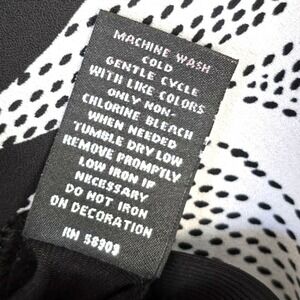 MACHINE WASH
COLD
GENTLE CYCLE
WITH LIKE COLORS
ONLY NON-
CHLORINE BLEACH
WHEN NEEDED
TUMBLE DRY LOW
REMOVE PROMPTLY
LOW IRON IF
NECESSARY
DO NOT IRON
ON DECORATION
RN 58909